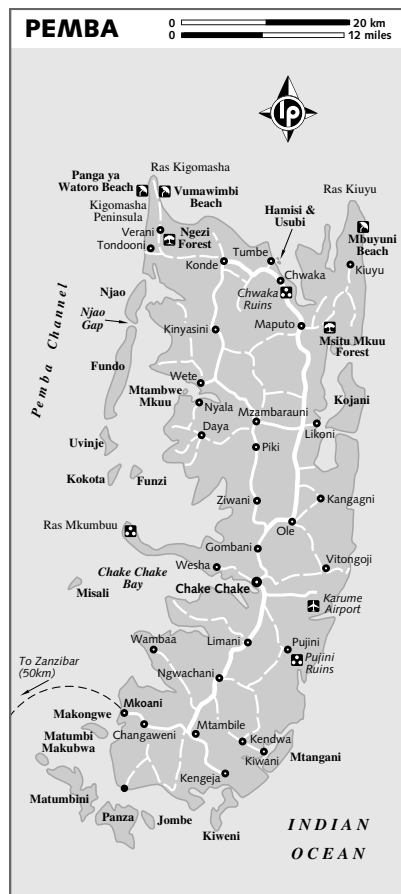 PEMBA
0 20 km
0 12 miles
lp
Ras Kigomasha
Panga ya
Watoro Beach
Vumawimbi
Beach
Kigomasha
Peninsula
Ras Kiuyu
Hamisi &
Usubi
Mbuyuni
Beach
Verani
Ngezi
Forest
Tondooni
Tumbe
Konde
Kiuyu
Chwaka
Chwaka
Ruins
Njao
Njao
Gap
Kinyasini
Maputo
Msitu Mkuu
Forest
Pemba Channel
Fundo
Wete
Mtambwe
Mkuu
Nyala
Kojani
Mzambarauni
Daya
Likoni
Uvinje
Piki
Kokota
Funzi
Ziwani
Kangagni
Ras Mkumbuu
Ole
Gombani
Vitongoji
Chake Chake
Bay
Wesha
Misali
Chake Chake
Karume
Airport
Wambaa
Limani
Pujini
Pujini
Ruins
To Zanzibar
(50km)
Ngwachani
Mkoani
Makongwe
Changaweni
Mtambile
Kendwa
Matumbi
Makubwa
Kiwani
Mtangani
Kengeja
Matumbini
Panza
Jombe
Kiweni
INDIAN
OCEAN